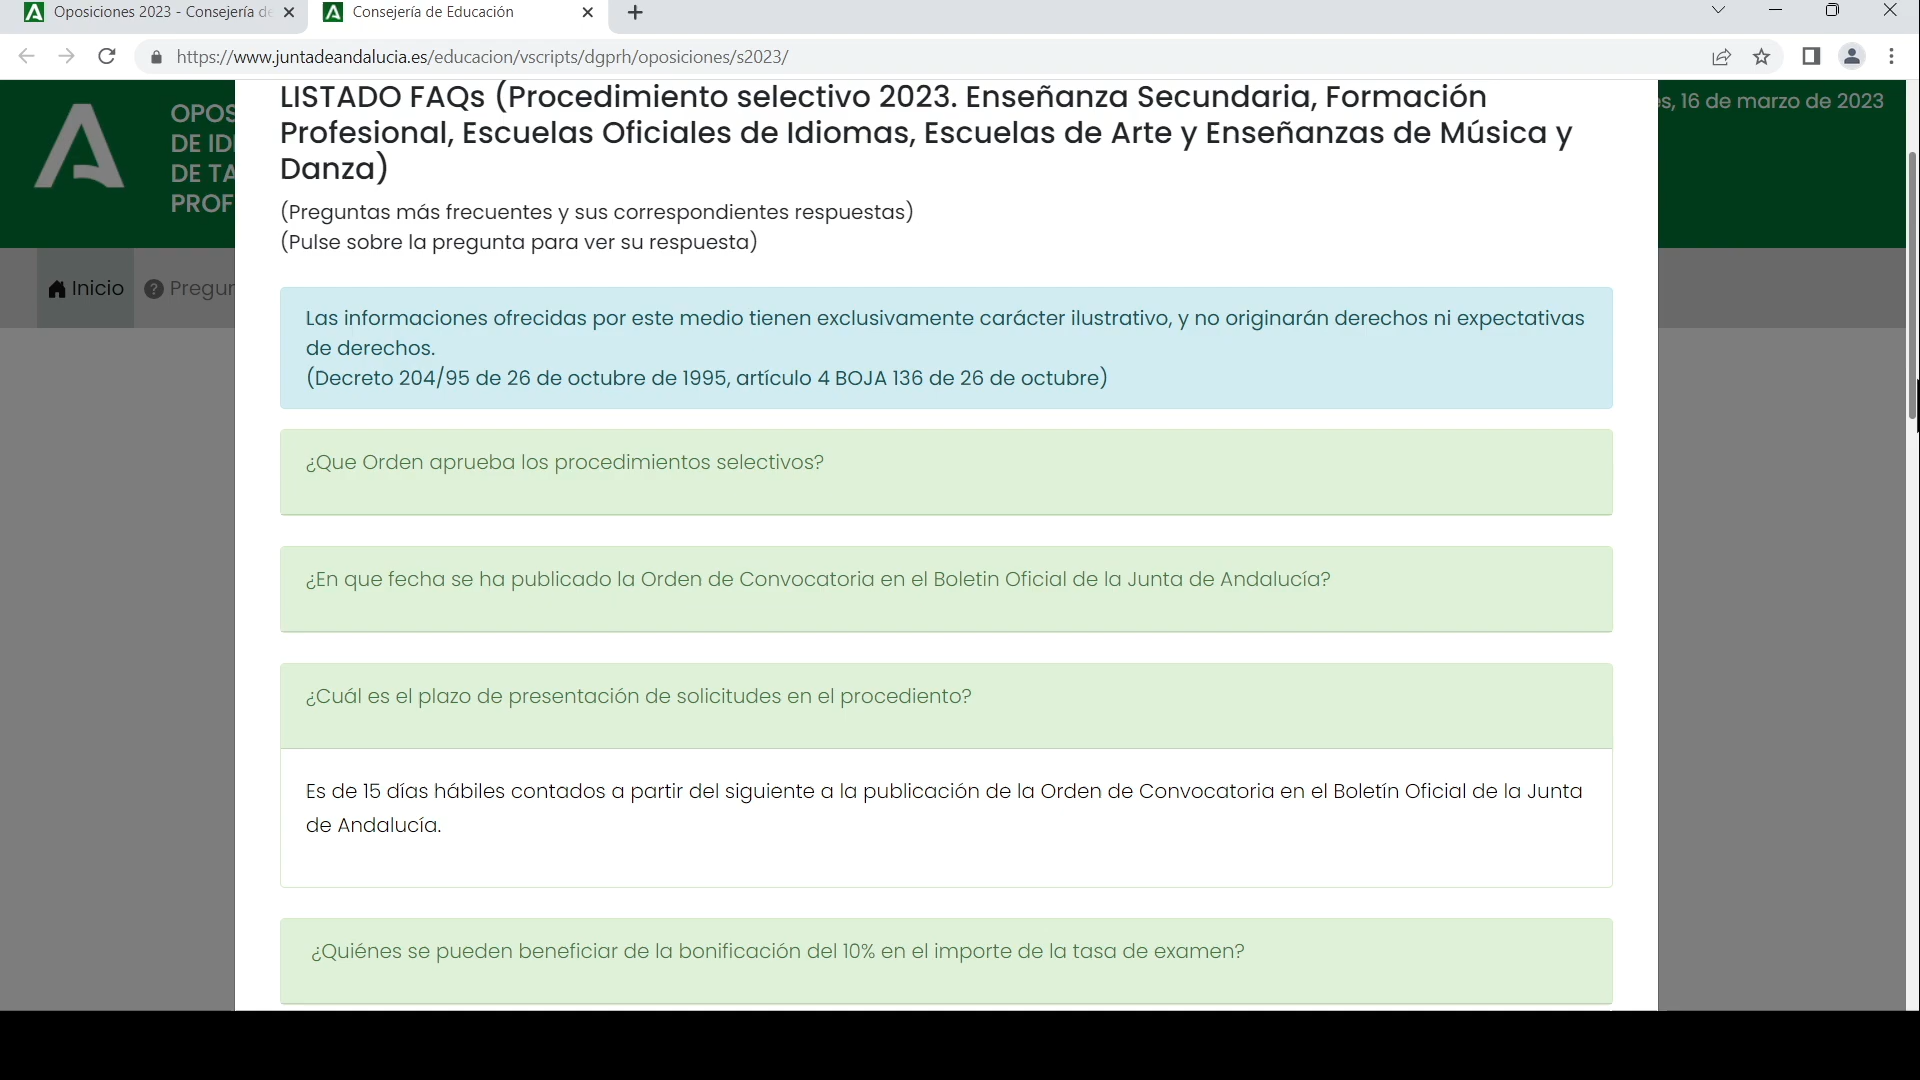 Oposiciones 2023 - Consejería de
Consejería de Educación
https://www.juntadeandalucia.es/educacion/vscripts/dgprh/oposiciones/s2023/
OPOS
DE IDI
DE TA
PROF
s, 16 de marzo de 2023
Inicio
Pregun
LISTADO FAQs (Procedimiento selectivo 2023. Enseñanza Secundaria, Formación
Profesional, Escuelas Oficiales de Idiomas, Escuelas de Arte y Enseñanzas de Música y
Danza)
(Preguntas más frecuentes y sus correspondientes respuestas)
(Pulse sobre la pregunta para ver su respuesta)
Las informaciones ofrecidas por este medio tienen exclusivamente carácter ilustrativo, y no originarán derechos ni expectativas
de derechos.
(Decreto 204/95 de 26 de octubre de 1995, artículo 4 BOJA 136 de 26 de octubre)
¿Que Orden aprueba los procedimientos selectivos?
¿En que fecha se ha publicado la Orden de Convocatoria en el Boletin Oficial de la Junta de Andalucía?
¿Cuál es el plazo de presentación de solicitudes en el procediento?
Es de 15 días hábiles contados a partir del siguiente a la publicación de la Orden de Convocatoria en el Boletín Oficial de la Junta
de Andalucía.
¿Quiénes se pueden beneficiar de la bonificación del 10% en el importe de la tasa de examen?